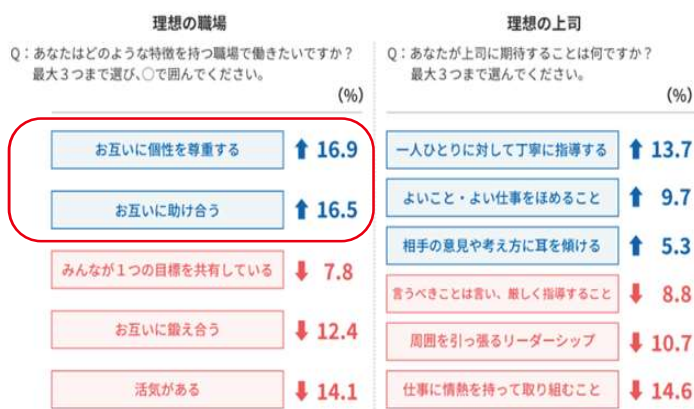 理想の職場
Q：あなたはどのような特徴を持つ職場で働きたいですか？
最大３つまで選び、○で囲んでください。
(%)
お互いに個性を尊重する ⬆ 16.9
お互いに助け合う ⬆ 16.5
みんなが１つの目標を共有している ⬇ 7.8
お互いに鍛え合う ⬇ 12.4
活気がある ⬇ 14.1
理想の上司
Q：あなたが上司に期待することは何ですか？
最大３つまで選んでください。
(%)
一人ひとりに対して丁寧に指導する ⬆ 13.7
よいこと・よい仕事をほめること ⬆ 9.7
相手の意見や考え方に耳を傾ける ⬆ 5.3
言うべきことは言い、厳しく指導すること ⬇ 8.8
周囲を引っ張るリーダーシップ ⬇ 10.7
仕事に情熱を持って取り組むこと ⬇ 14.6